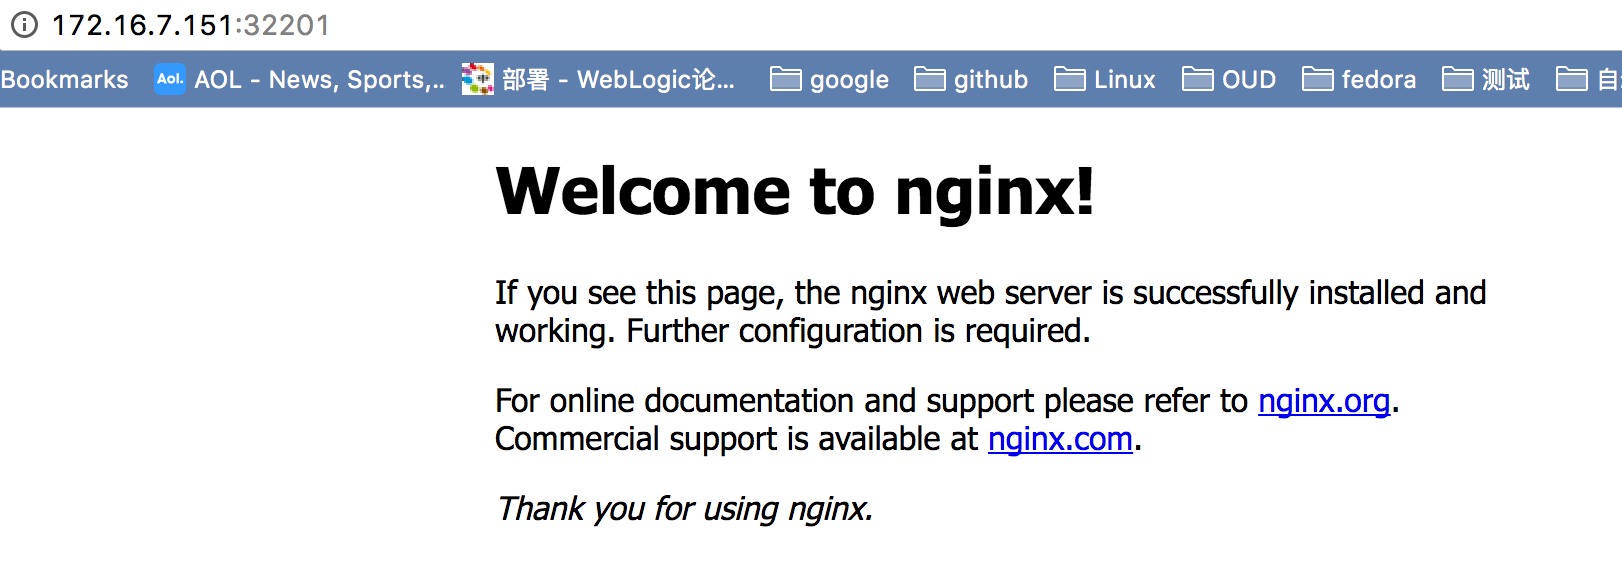 172.16.7.151:32201
Bookmarks Aol. AOL - News, Sports,... 部署 - WebLogic论... google github Linux OUD fedora 测试 自
Welcome to nginx!
If you see this page, the nginx web server is successfully installed and
working. Further configuration is required.
For online documentation and support please refer to nginx.org.
Commercial support is available at nginx.com.
Thank you for using nginx.